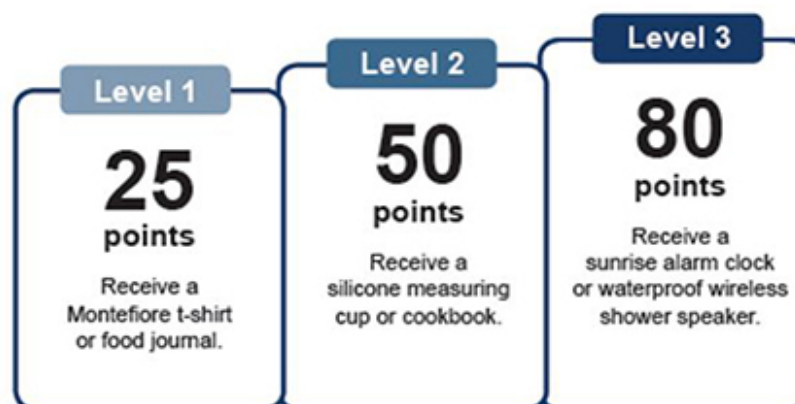 Level 1
25
points
Receive a
Montefiore t-shirt
or food journal.
Level 2
50
points
Receive a
silicone measuring
cup or cookbook.
Level 3
80
points
Receive a
sunrise alarm clock
or waterproof wireless
shower speaker.